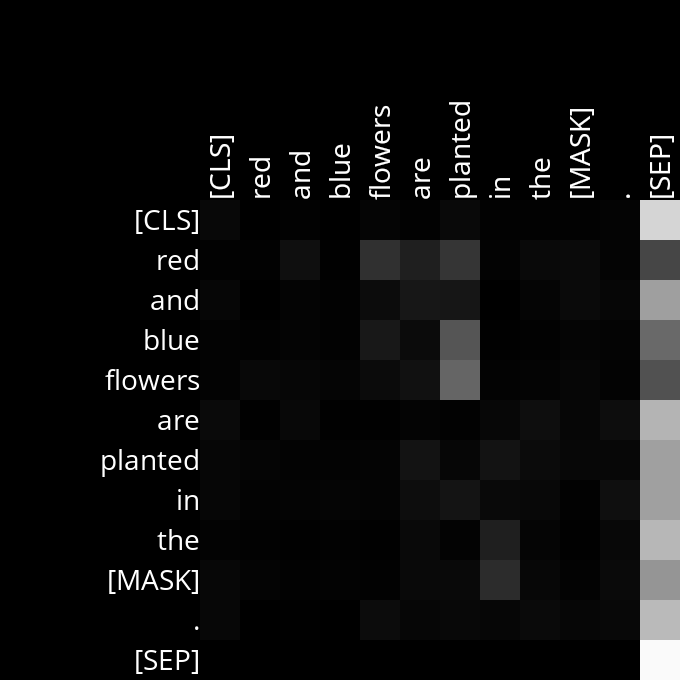 [CLS] red and blue flowers are planted in the [MASK] . [SEP]
[CLS]
red
and
blue
flowers
are
planted
in
the
[MASK]
.
[SEP]